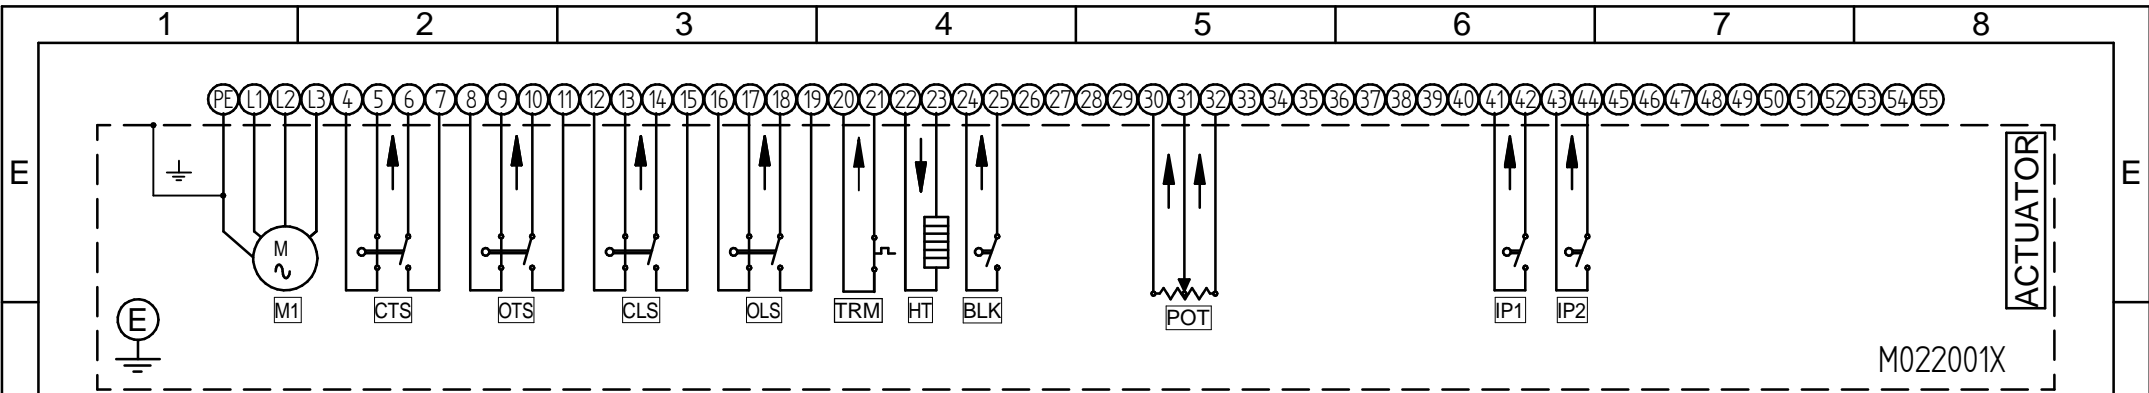 1 2 3 4 5 6 7 8
PE L1 L2 L3 4 5 6 7 8 9 10 11 12 13 14 15 16 17 18 19 20 21 22 23 24 25 26 27 28 29 30 31 32 33 34 35 36 37 38 39 40 41 42 43 44 45 46 47 48 49 50 51 52 53 54 55
E E
ACTUATOR
M
M1 CTS OTS CLS OLS TRM HT BLK POT IP1 IP2
E
M022001X